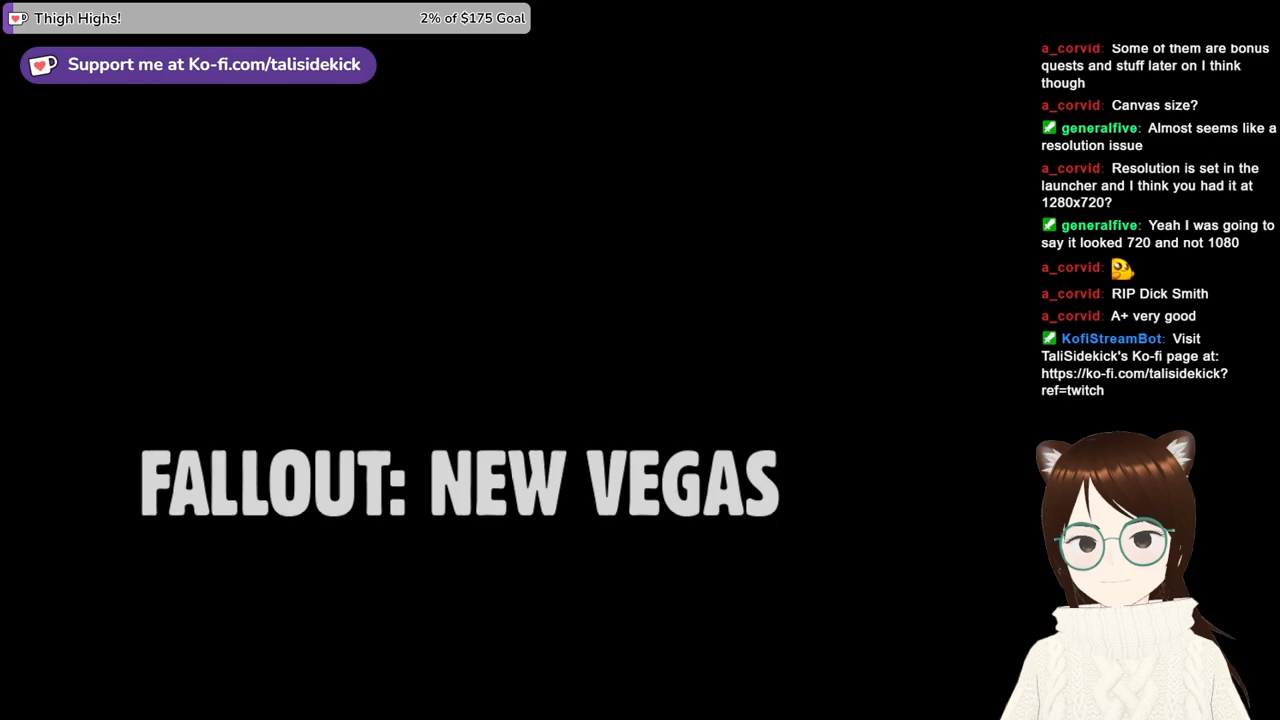 Thigh Highs!
2% of $175 Goal
Support me at Ko-fi.com/talisidekick
a_corvid: Some of them are bonus
quests and stuff later on I think
though
a_corvid: Canvas size?
generalfive: Almost seems like a
resolution issue
a_corvid: Resolution is set in the
launcher and I think you had it at
1280x720?
generalfive: Yeah I was going to
say it looked 720 and not 1080
a_corvid:
a_corvid: RIP Dick Smith
a_corvid: A+ very good
KofiStreamBot: Visit
TaliSidekick's Ko-fi page at:
https://ko-fi.com/talisidekick?
ref=twitch
FALLOUT: NEW VEGAS